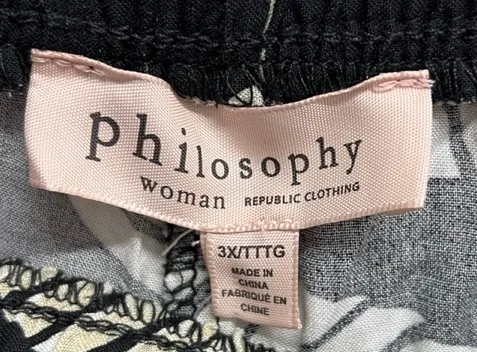 philosophy
woman REPUBLIC CLOTHING
3X/TTTG
MADE IN
CHINA
FABRIQUÉ EN
CHINE